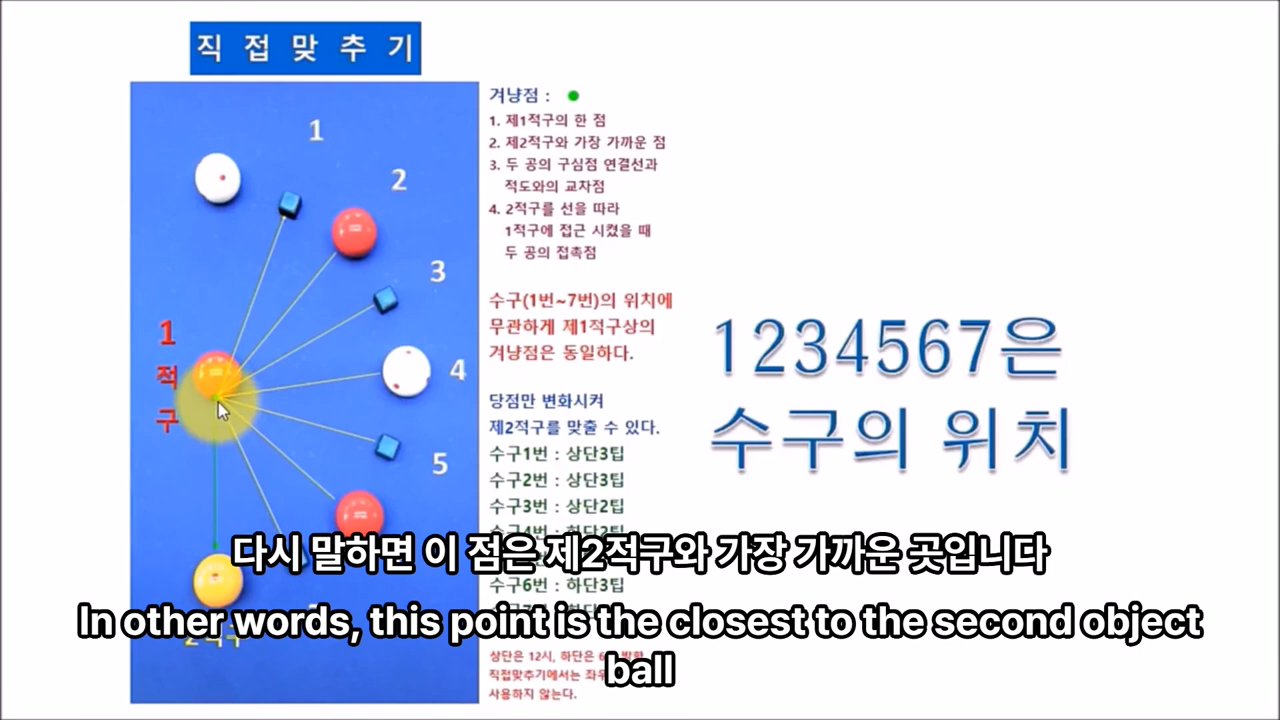 직 접 맞 추 기
1
2
3
4
5
1
적
구
겨냥점 :
1. 제1적구의 한 점
2. 제2적구와 가장 가까운 점
3. 두 공의 구심점 연결선과
적도와의 교차점
4. 2적구를 선을 따라
1적구에 접근 시켰을 때
두 공의 접촉점
수구(1번~7번)의 위치에
무관하게 제1적구상의
겨냥점은 동일하다.
당점만 변화시켜
제2적구를 맞출 수 있다.
수구1번 : 상단3팁
수구2번 : 상단3팁
수구3번 : 상단2팁
수구6번 : 하단3팁
상단은 12시, 하단은
직접맞추기에서는
사용하지 않는다.
1234567은
수구의 위치
다시 말하면 이 점은 제2적구와 가장 가까운 곳입니다
In other words, this point is the closest to the second object
ball